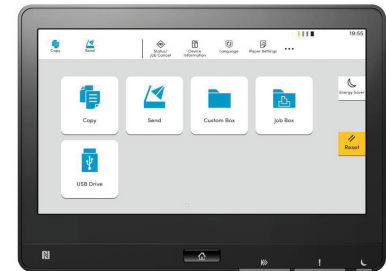 19:55
Copy
Send
Status/
Job Cancel
Device
Information
Language
Paper Settings
Energy Saver
Copy
Send
Custom Box
Job Box
Reset
USB Drive